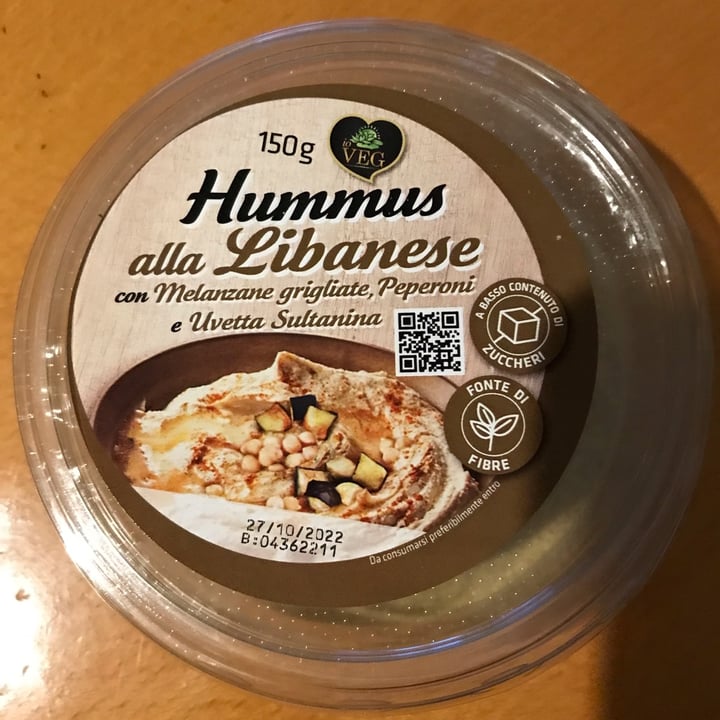 150g
io
VEG
Hummus
alla Libanese
con Melanzane grigliate, Peperoni
e Uvetta Sultanina
A BASSO CONTENUTO DI
ZUCCHERI
FONTE DI
FIBRE
27/10/2022
B:04362211
Da consumarsi preferibilmente entro